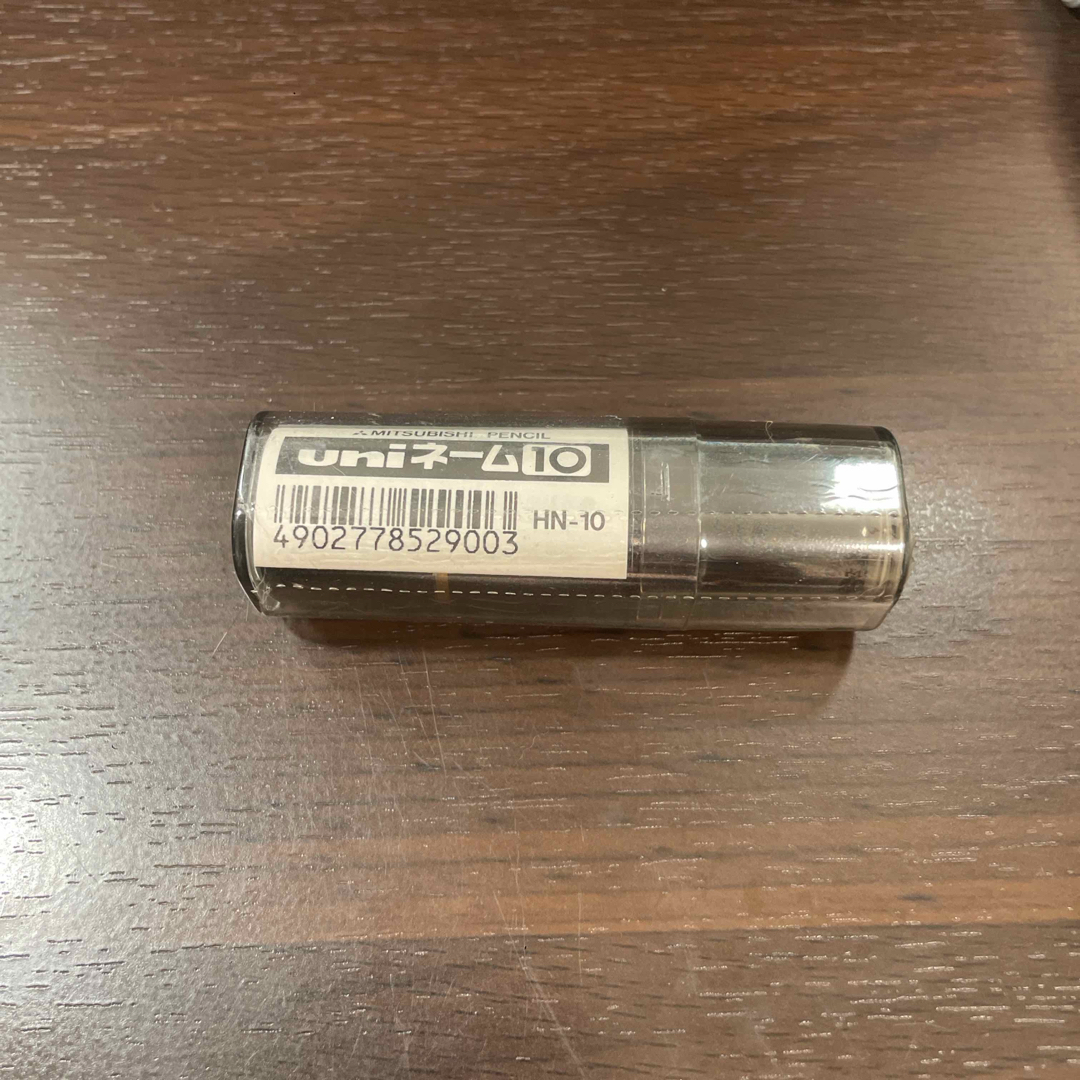 MITSUBISHI PENCIL
uniネーム10
HN-10
4902778529003